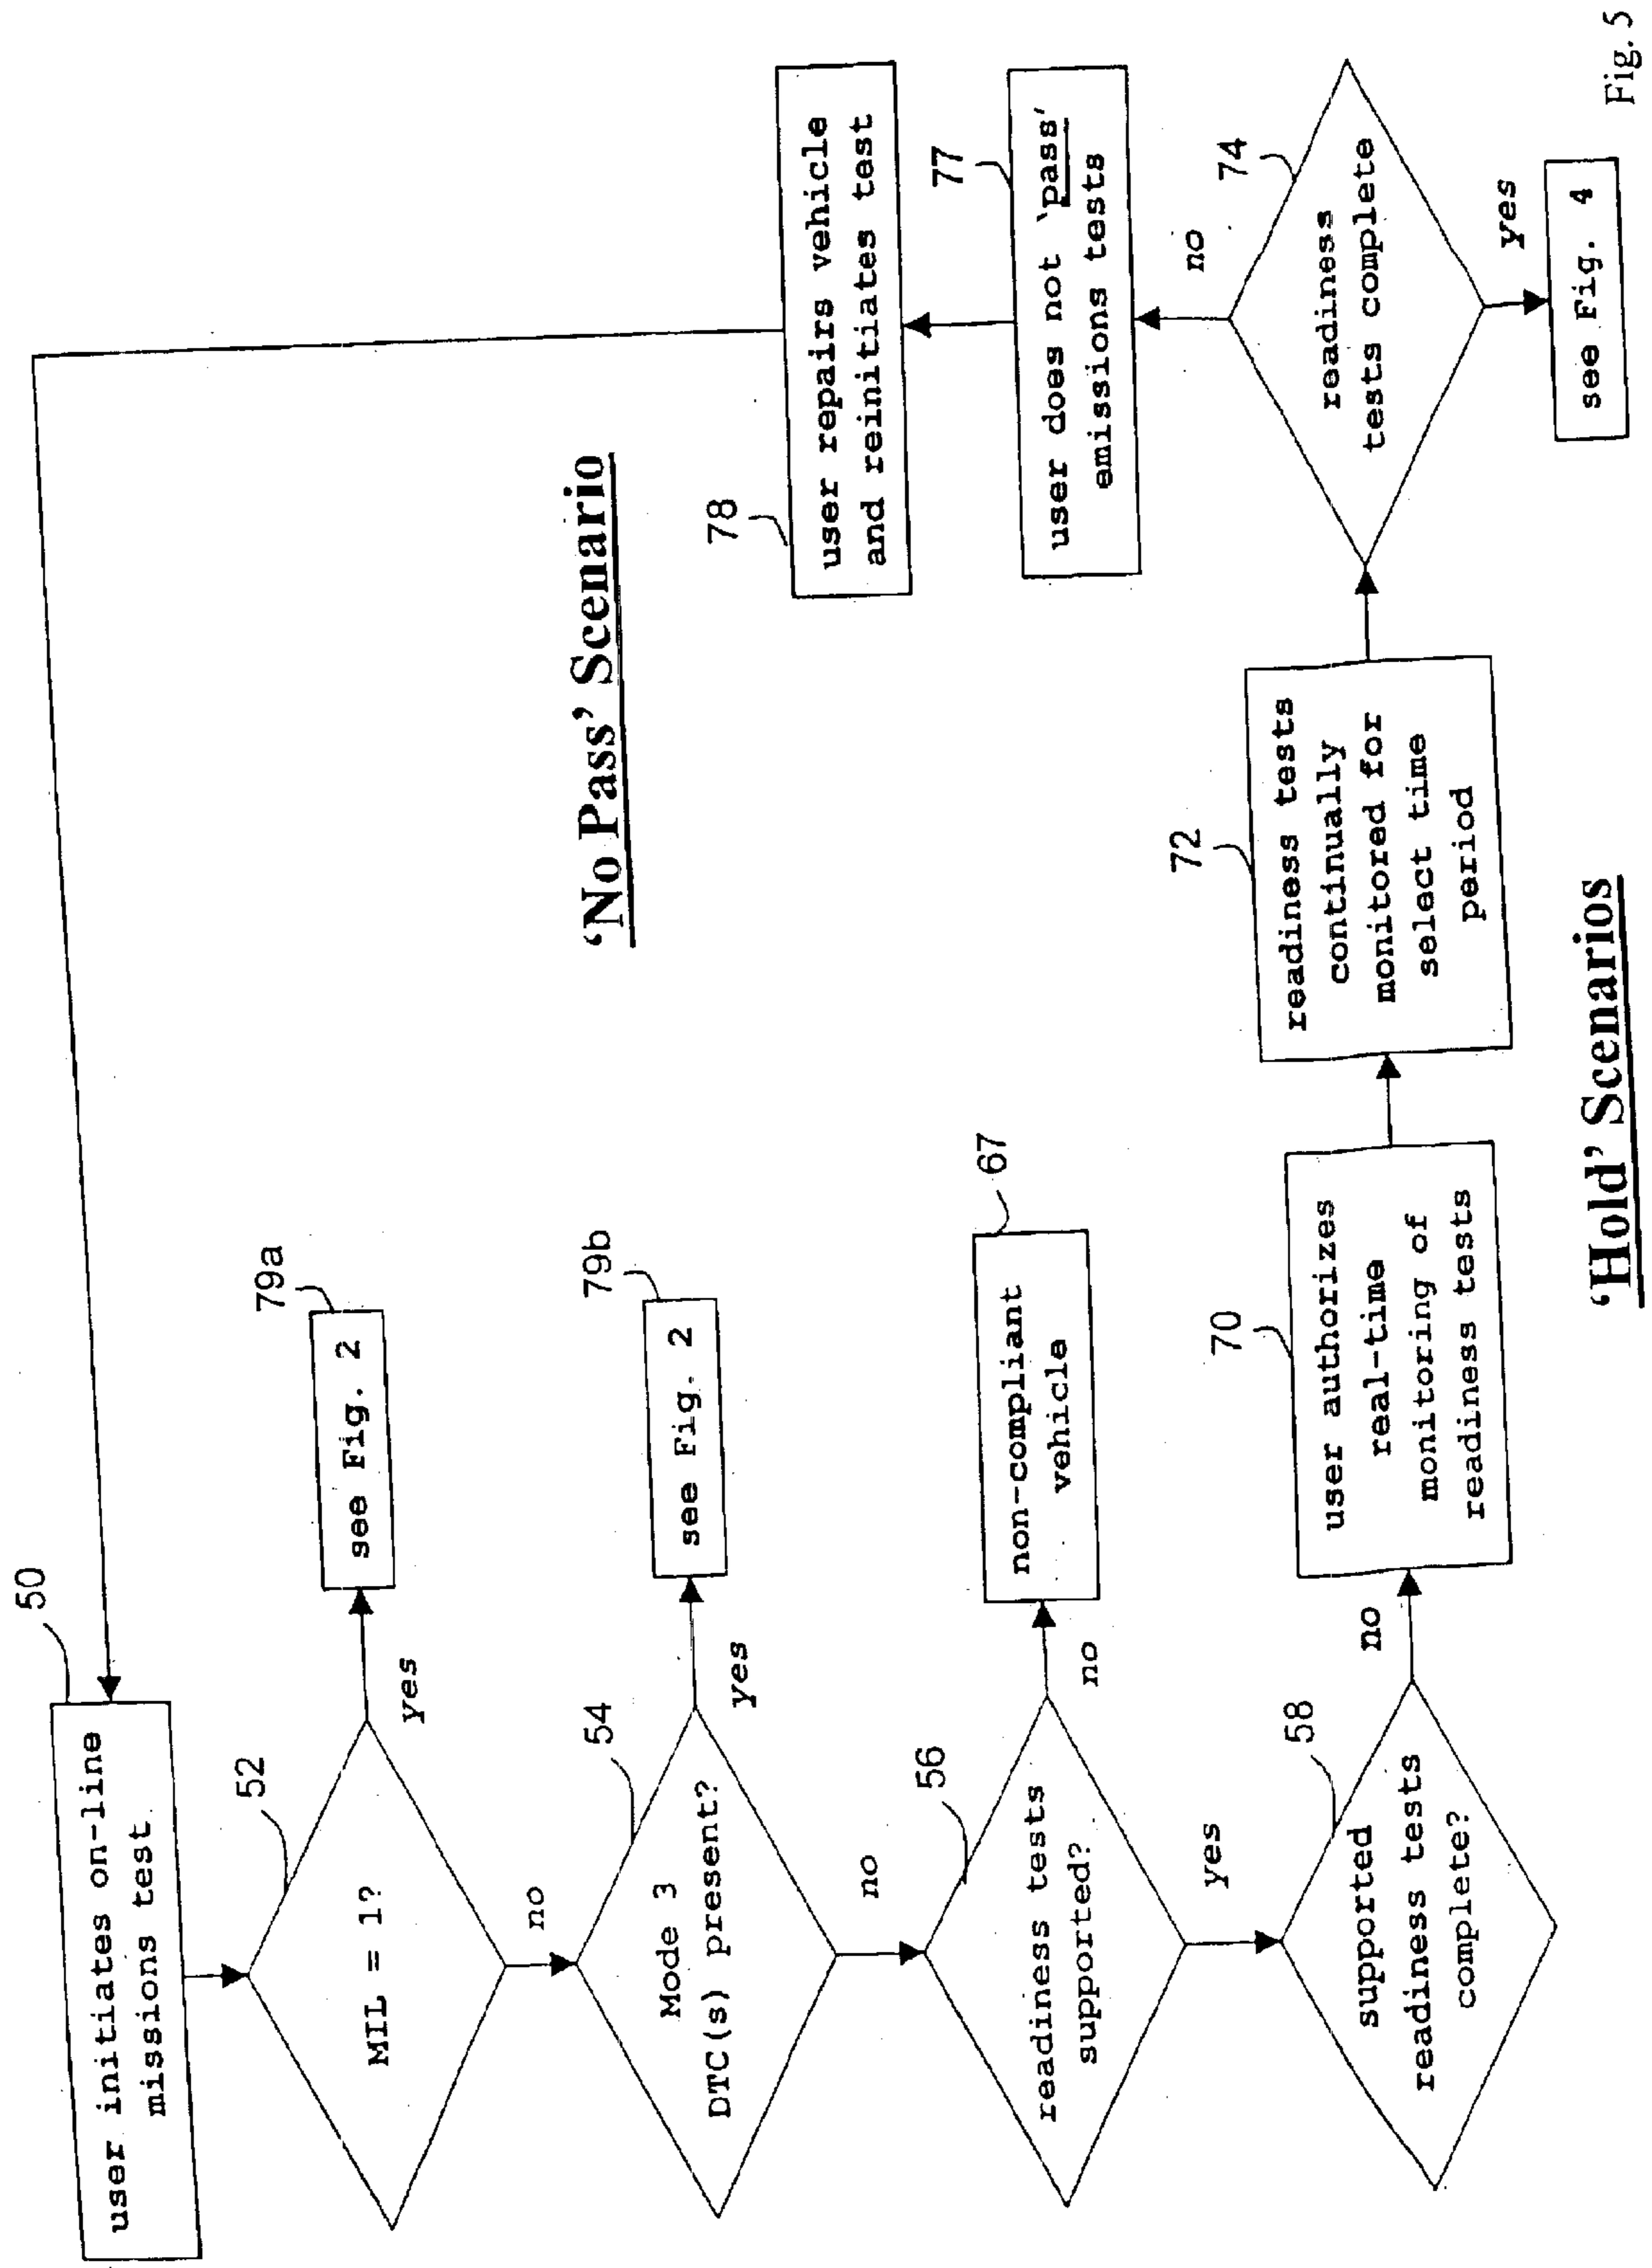 50
user initiates on-line
missions test
52
MIL = 1?
yes
79a
see Fig. 2
no
54
Mode 3
DTC(s) present?
yes
79b
see Fig. 2
no
56
readiness tests
supported?
no
67
non-compliant
vehicle
yes
58
supported
readiness tests
complete?
no
70
user authorizes
real-time
monitoring of
readiness tests
72
readiness tests
continually
monitored for
select time
period
74
readiness
tests complete
yes
see Fig. 4
no
77
user does not 'pass'
emissions tests
78
user repairs vehicle
and reinitiates test
'No Pass' Scenario
'Hold' Scenarios
Fig. 5